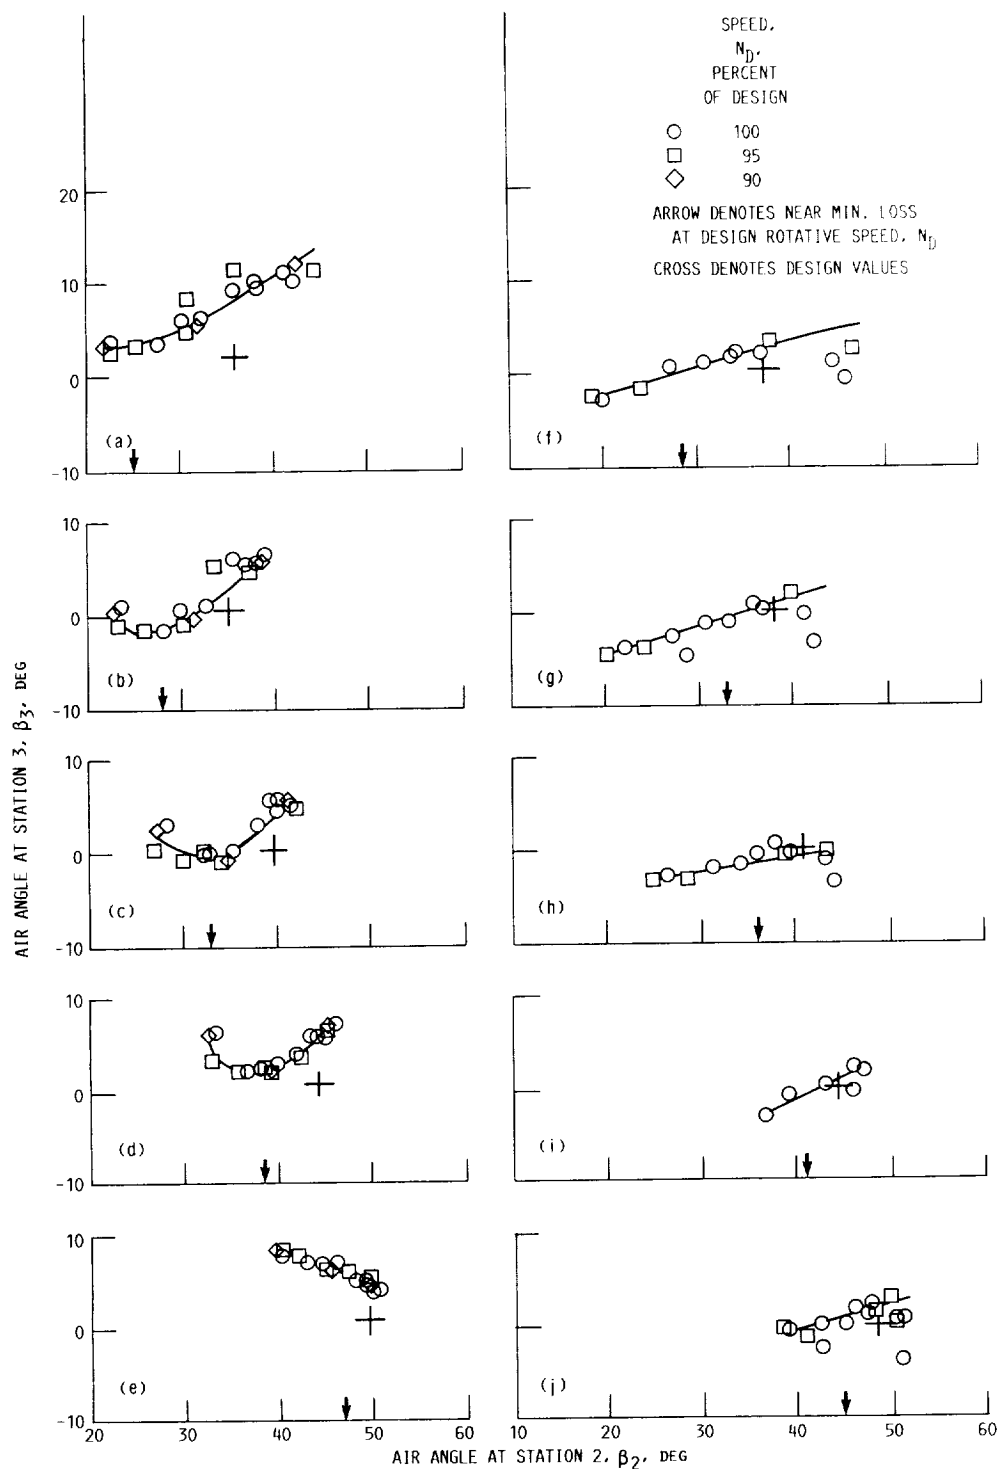 SPEED,
N_D,
PERCENT
OF DESIGN
100
95
90
ARROW DENOTES NEAR MIN. LOSS
AT DESIGN ROTATIVE SPEED, N_D
CROSS DENOTES DESIGN VALUES
20
10
0
-10
(a)
(f)
10
0
-10
(b)
(g)
10
0
-10
(c)
(h)
10
0
-10
(d)
(i)
10
0
-10
(e)
(j)
20 30 40 50 60
10 20 30 40 50 60
AIR ANGLE AT STATION 3, β₃, DEG
AIR ANGLE AT STATION 2, β₂, DEG